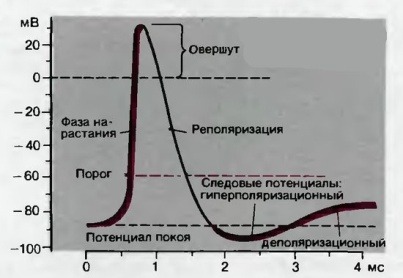 мВ
20
Овершут
0
-20
Фаза на-
растания
Реполяризация
-40
Порог
-60
Следовые потенциалы:
гиперполяризационный
-80
Потенциал покоя
деполяризационный
-100
0 1 2 3 4 мс